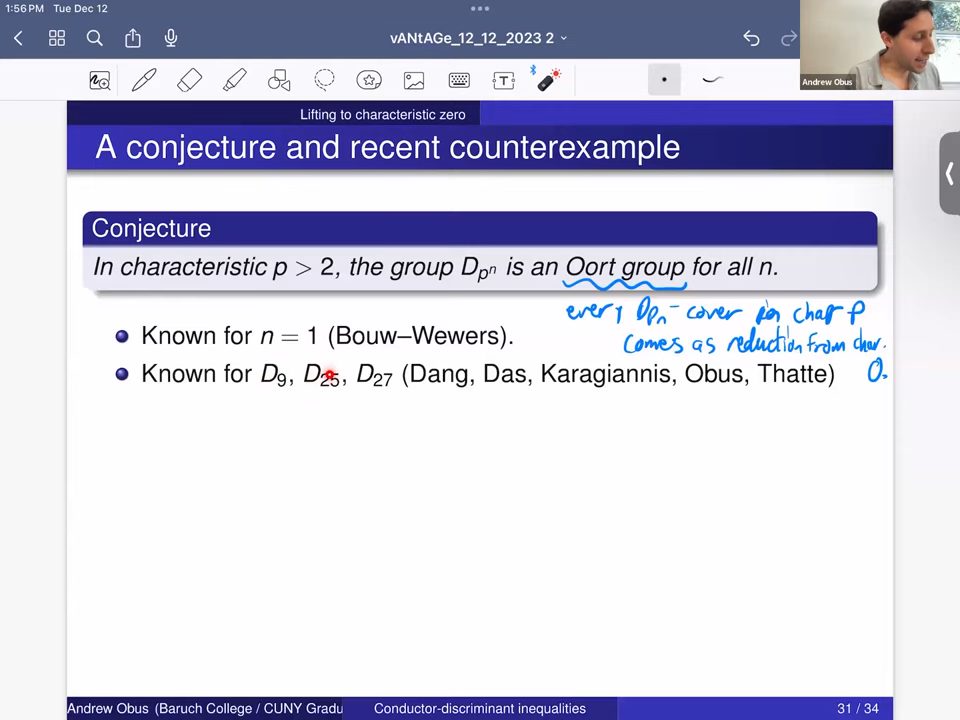 1:56 PM Tue Dec 12
vANtAGe_12_12_2023 2
Andrew Obus
Lifting to characteristic zero
A conjecture and recent counterexample
Conjecture
In characteristic p > 2, the group D_{p^n} is an Oort group for all n.
every D_{p^n}-cover in char p
comes as reduction from char.
0.
Known for n = 1 (Bouw–Wewers).
Known for D_9, D_25, D_27 (Dang, Das, Karagiannis, Obus, Thatte)
Andrew Obus (Baruch College / CUNY Gradu
Conductor-discriminant inequalities
31 / 34